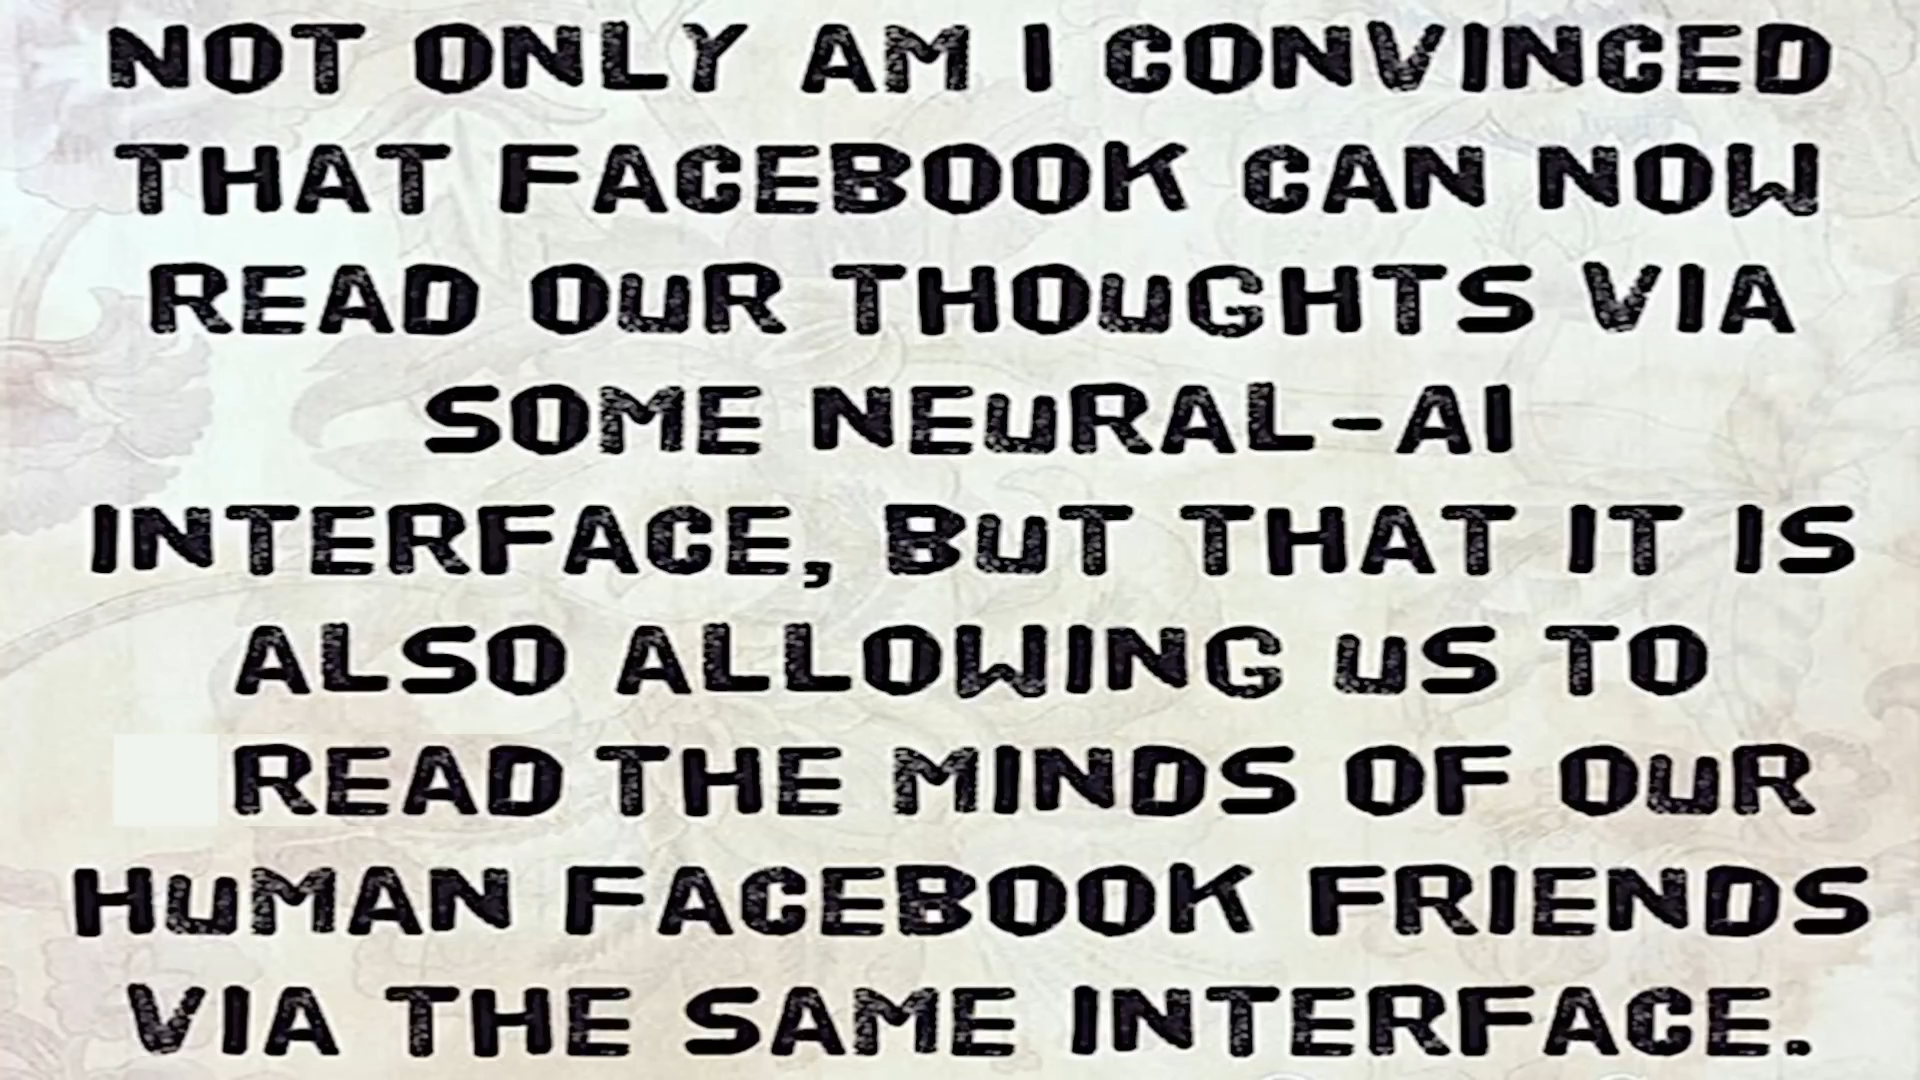 NOT ONLY AM I CONVINCED
THAT FACEBOOK CAN NOW
READ OuR THOuGHTS VIA
SOME NEuRAL-AI
INTERFACE, BuT THAT IT IS
ALSO ALLOWING uS TO
READ THE MINDS OF OuR
HuMAN FACEBOOK FRIENDS
VIA THE SAME INTERFACE.